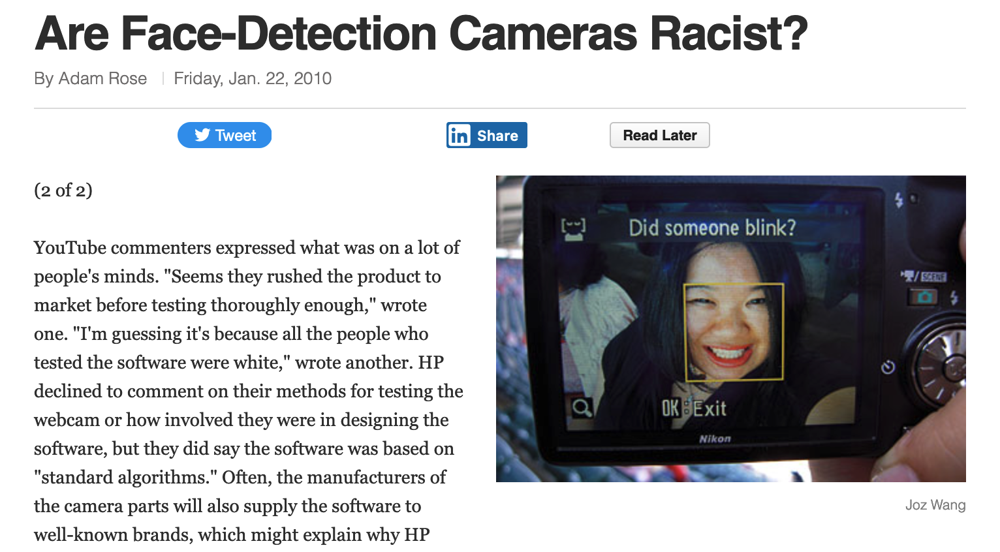 Are Face-Detection Cameras Racist?
By Adam Rose | Friday, Jan. 22, 2010
Tweet
in Share
Read Later
(2 of 2)
YouTube commenters expressed what was on a lot of
people's minds. "Seems they rushed the product to
market before testing thoroughly enough," wrote
one. "I'm guessing it's because all the people who
tested the software were white," wrote another. HP
declined to comment on their methods for testing the
webcam or how involved they were in designing the
software, but they did say the software was based on
"standard algorithms." Often, the manufacturers of
the camera parts will also supply the software to
well-known brands, which might explain why HP
Did someone blink?
OK:Exit
Nikon
SCENE
Joz Wang